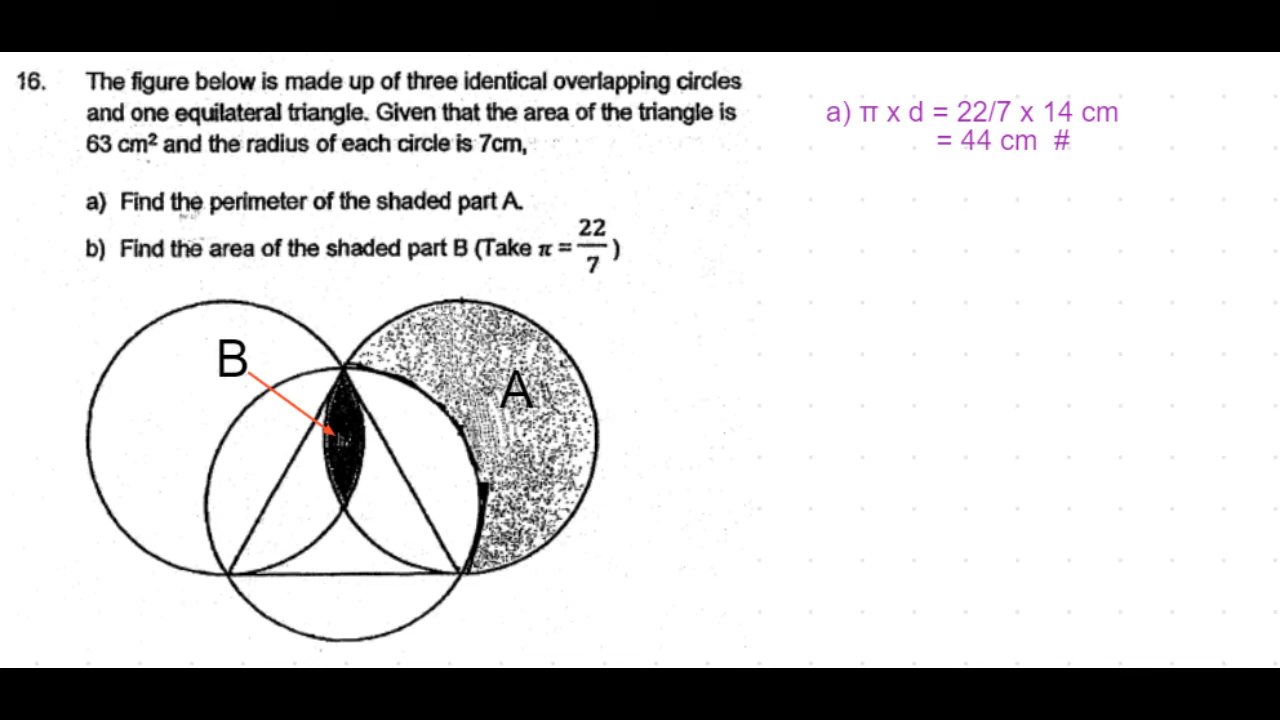 16. The figure below is made up of three identical overlapping circles
and one equilateral triangle. Given that the area of the triangle is
63 cm² and the radius of each circle is 7cm,
a) Find the perimeter of the shaded part A.
b) Find the area of the shaded part B (Take π = 22/7)
B
A
a) π x d = 22/7 x 14 cm
= 44 cm #